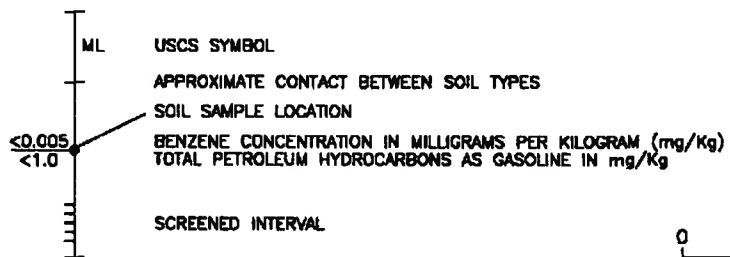 ML USCS SYMBOL
APPROXIMATE CONTACT BETWEEN SOIL TYPES
SOIL SAMPLE LOCATION
<0.005 BENZENE CONCENTRATION IN MILLIGRAMS PER KILOGRAM (mg/Kg)
<1.0 TOTAL PETROLEUM HYDROCARBONS AS GASOLINE IN mg/Kg
SCREENED INTERVAL
0